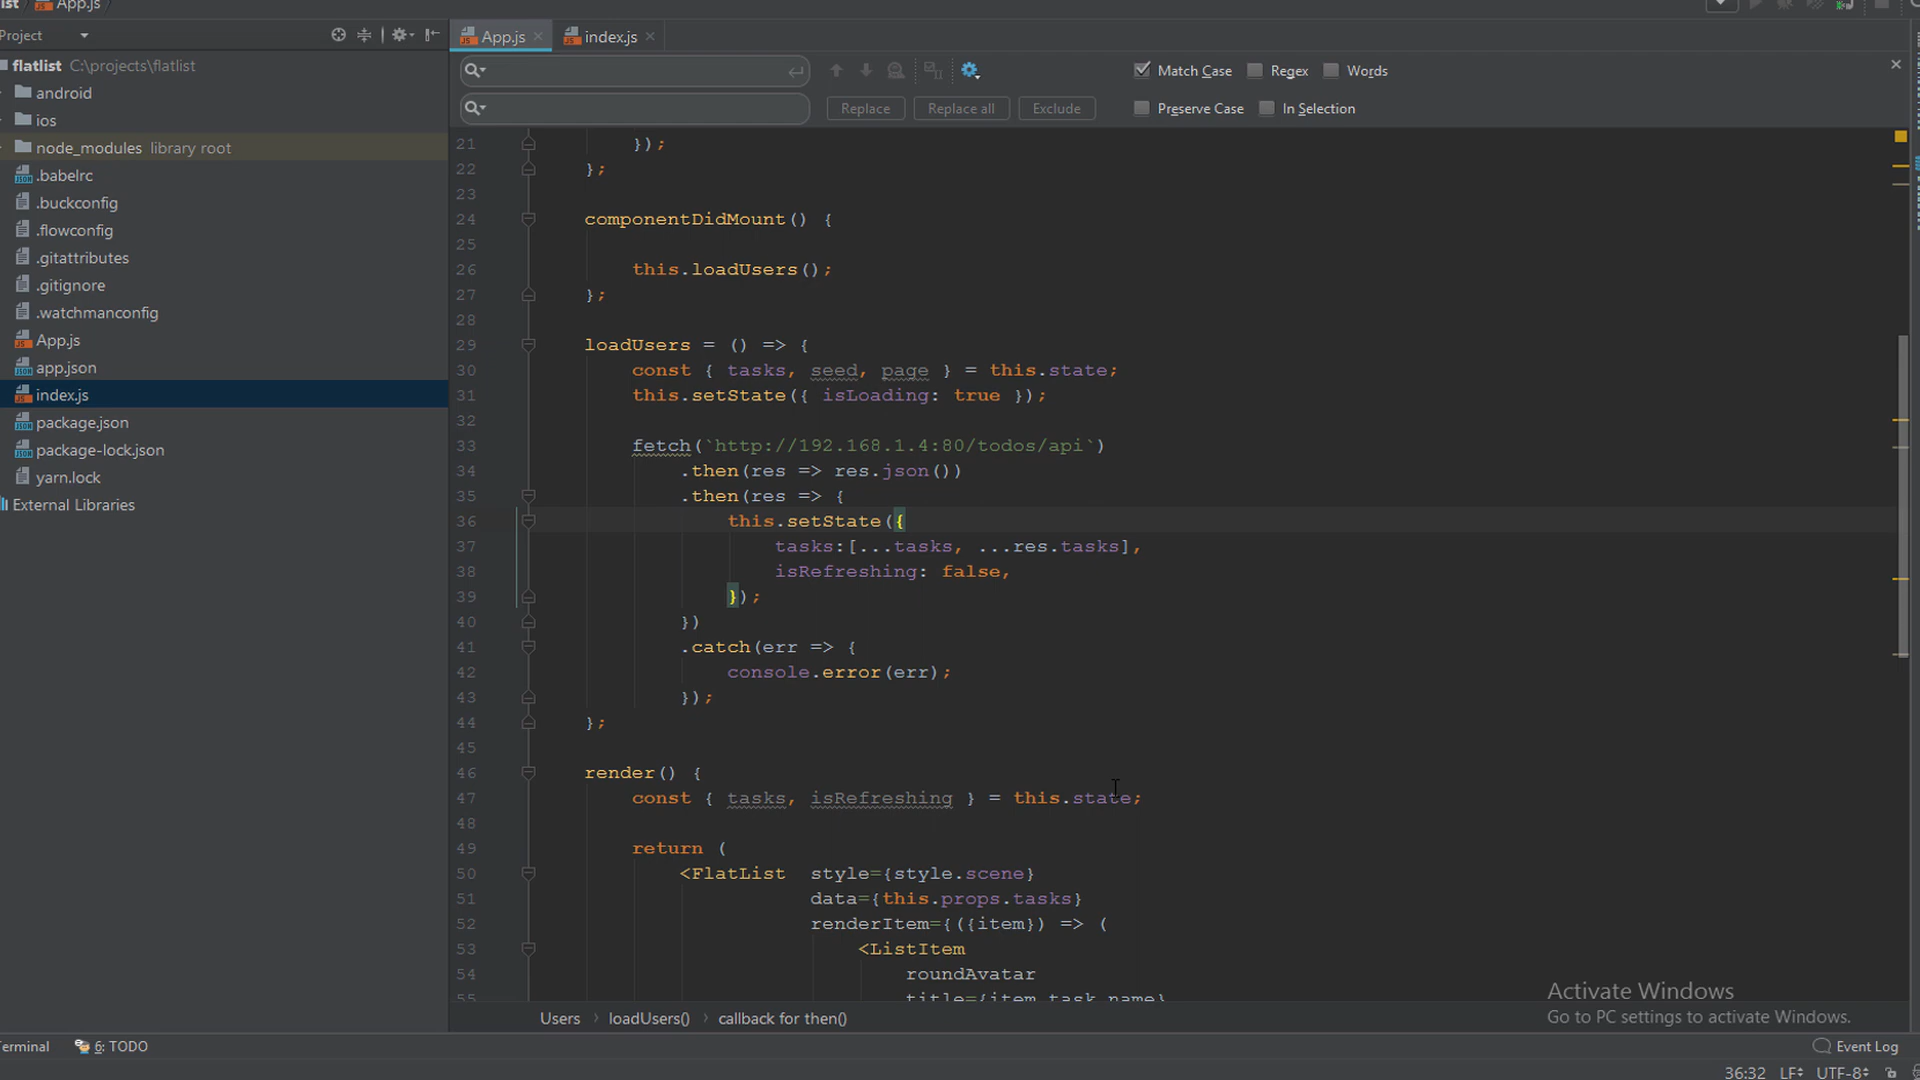 list App.js
Project
flatlist C:\projects\flatlist
android
ios
node_modules library root
.babelrc
.buckconfig
.flowconfig
.gitattributes
.gitignore
.watchmanconfig
App.js
app.json
index.js
package.json
package-lock.json
yarn.lock
External Libraries
App.js index.js
Match Case Regex Words
Replace Replace all Exclude Preserve Case In Selection
21 });
22 };
23
24 componentDidMount() {
25
26 this.loadUsers();
27 };
28
29 loadUsers = () => {
30 const { tasks, seed, page } = this.state;
31 this.setState({ isLoading: true });
32
33 fetch(`http://192.168.1.4:80/todos/api`)
34 .then(res => res.json())
35 .then(res => {
36 this.setState({
37 tasks:[...tasks, ...res.tasks],
38 isRefreshing: false,
39 });
40 })
41 .catch(err => {
42 console.error(err);
43 });
44 };
45
46 render() {
47 const { tasks, isRefreshing } = this.state;
48
49 return (
50 <FlatList style={style.scene}
51 data={this.props.tasks}
52 renderItem={({item}) => (
53 <ListItem
54 roundAvatar
55 title={item.task_name}
Activate Windows
Go to PC settings to activate Windows.
Users loadUsers() callback for then()
Terminal 6: TODO Event Log
36:32 LF UTF-8